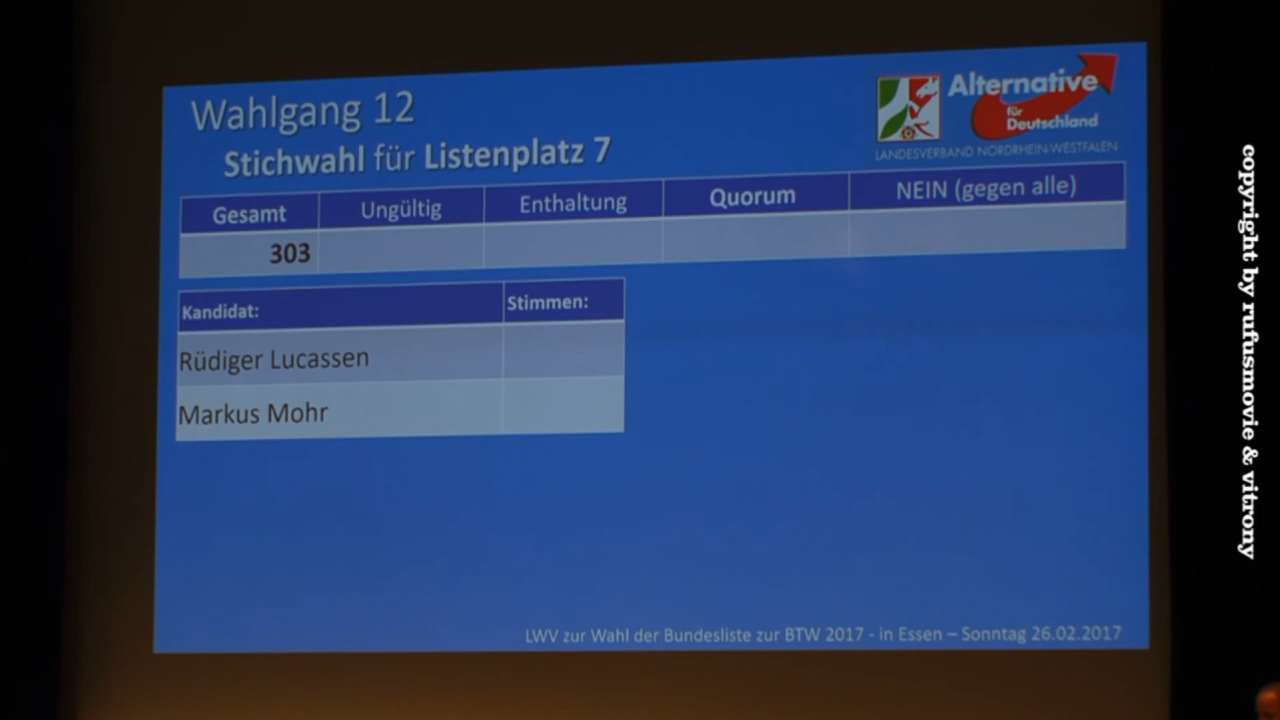 Wahlgang 12
Stichwahl für Listenplatz 7
Alternative
für
Deutschland
LANDESVERBAND NORDRHEIN-WESTFALEN
Gesamt Ungültig Enthaltung Quorum NEIN (gegen alle)
303
Kandidat: Stimmen:
Rüdiger Lucassen
Markus Mohr
LWV zur Wahl der Bundesliste zur BTW 2017 - in Essen – Sonntag 26.02.2017
copyright by rufusmovie & vitrony